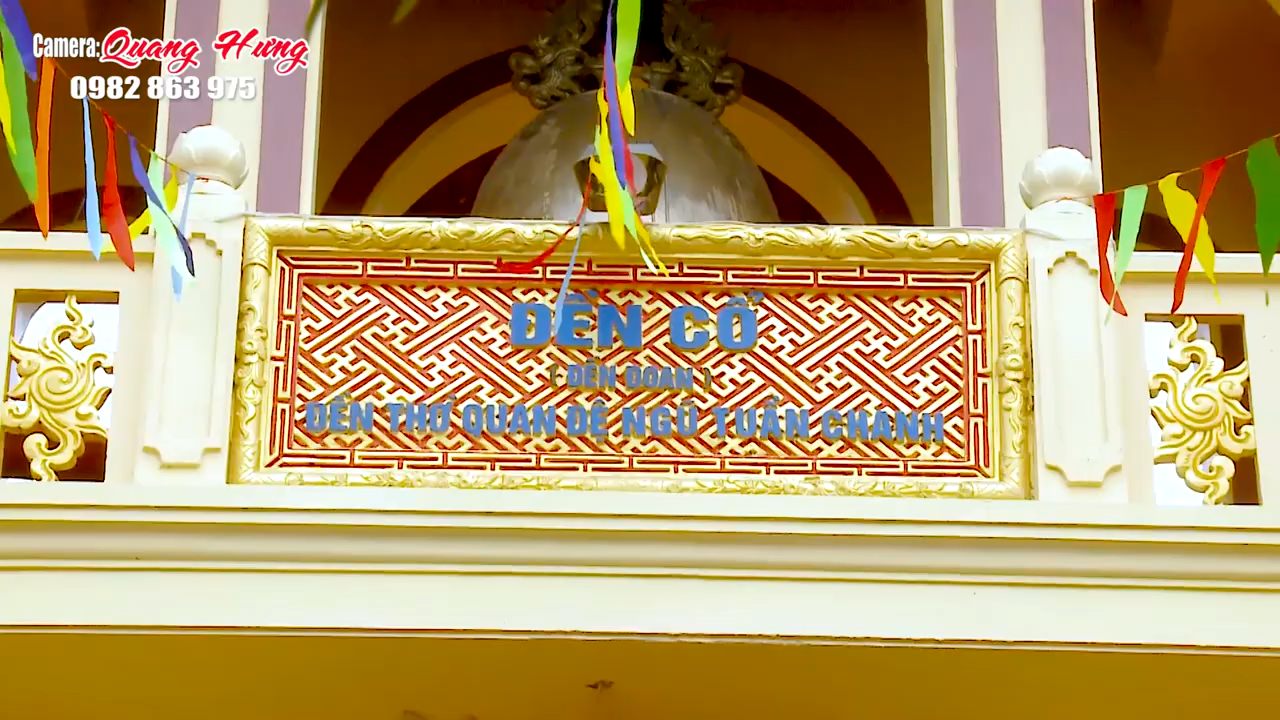 Camera: Quang Hưng
0982 863 975
ĐỀN CỔ
( ĐỀN ĐOAN )
ĐỀN THỜ QUAN ĐỆ NGŨ TUẦN CHANH